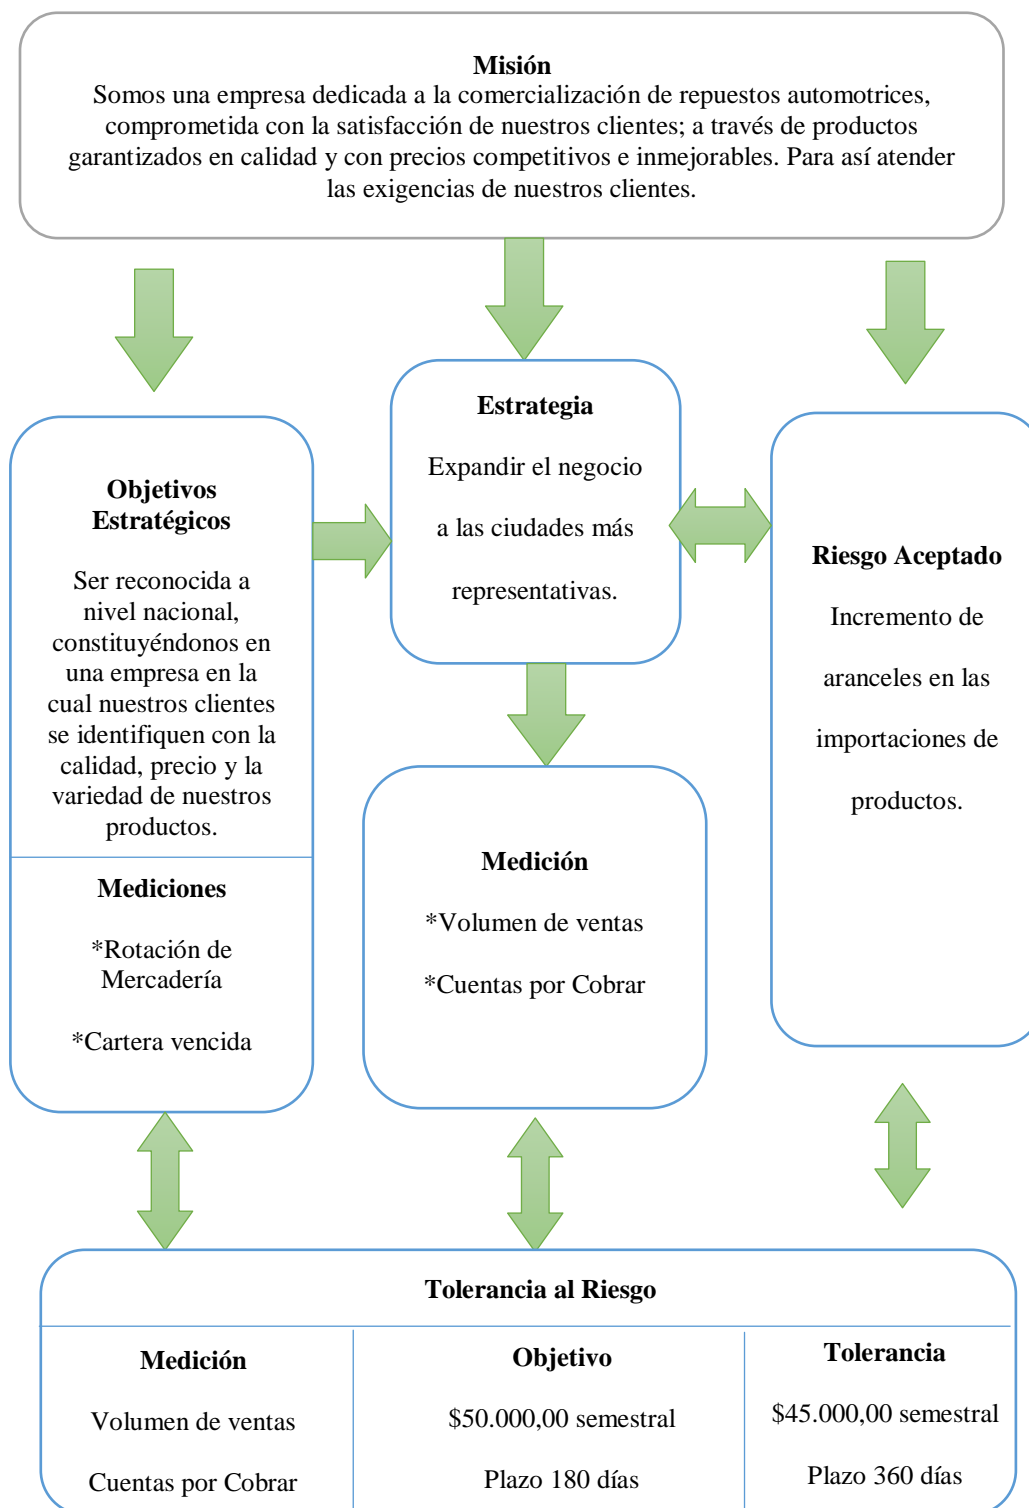 Misión
Somos una empresa dedicada a la comercialización de repuestos automotrices,
comprometida con la satisfacción de nuestros clientes; a través de productos
garantizados en calidad y con precios competitivos e inmejorables. Para así atender
las exigencias de nuestros clientes.
Objetivos
Estratégicos
Ser reconocida a
nivel nacional,
constituyéndonos en
una empresa en la
cual nuestros clientes
se identifiquen con la
calidad, precio y la
variedad de nuestros
productos.
Mediciones
*Rotación de
Mercadería
*Cartera vencida
Estrategia
Expandir el negocio
a las ciudades más
representativas.
Medición
*Volumen de ventas
*Cuentas por Cobrar
Riesgo Aceptado
Incremento de
aranceles en las
importaciones de
productos.
Tolerancia al Riesgo
Medición
Volumen de ventas
Cuentas por Cobrar
Objetivo
$50.000,00 semestral
Plazo 180 días
Tolerancia
$45.000,00 semestral
Plazo 360 días